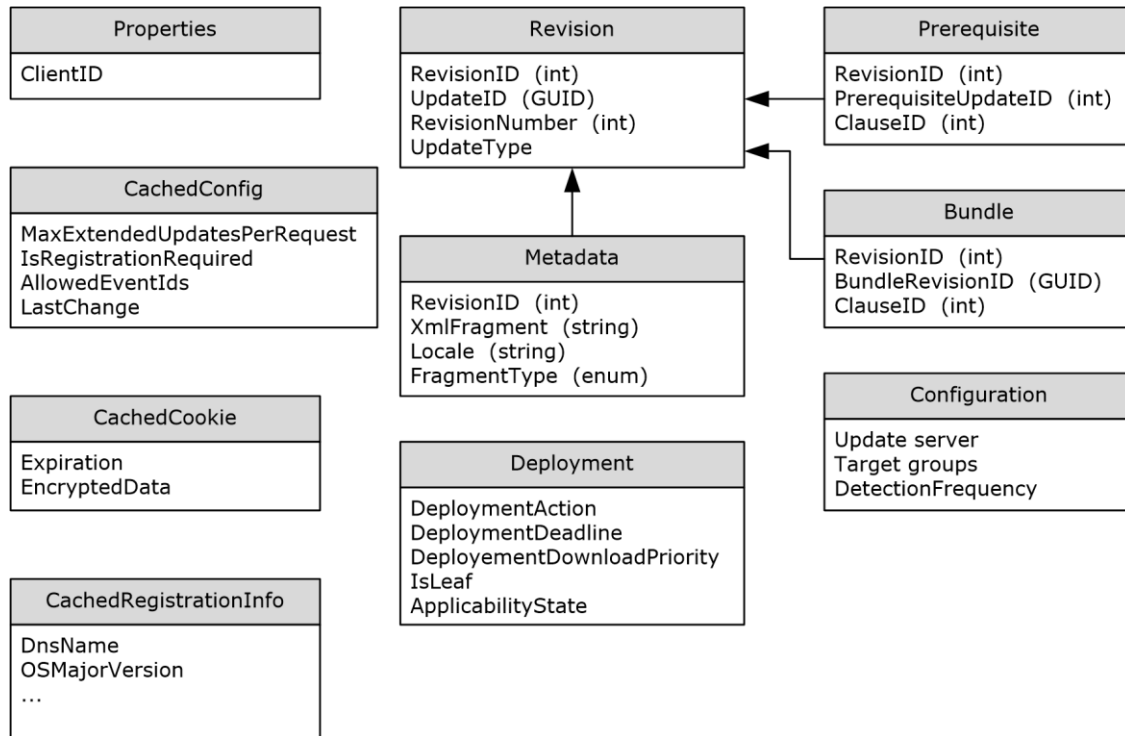 Properties
ClientID
CachedConfig
MaxExtendedUpdatesPerRequest
IsRegistrationRequired
AllowedEventIds
LastChange
CachedCookie
Expiration
EncryptedData
CachedRegistrationInfo
DnsName
OSMajorVersion
...
Revision
RevisionID (int)
UpdateID (GUID)
RevisionNumber (int)
UpdateType
Metadata
RevisionID (int)
XmlFragment (string)
Locale (string)
FragmentType (enum)
Deployment
DeploymentAction
DeploymentDeadline
DeployementDownloadPriority
IsLeaf
ApplicabilityState
Prerequisite
RevisionID (int)
PrerequisiteUpdateID (int)
ClauseID (int)
Bundle
RevisionID (int)
BundleRevisionID (GUID)
ClauseID (int)
Configuration
Update server
Target groups
DetectionFrequency